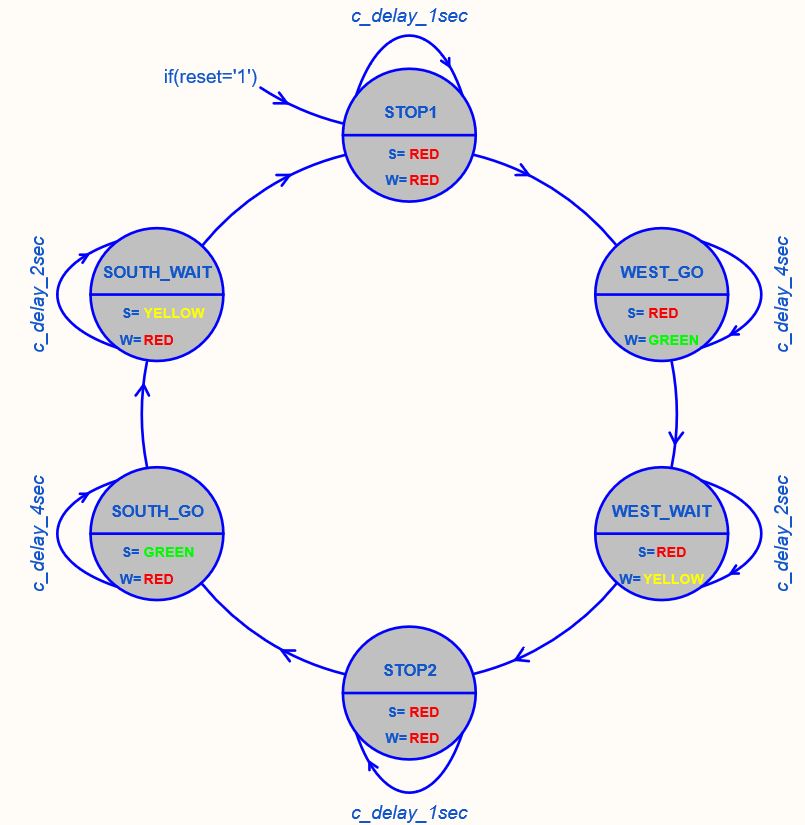 c_delay_1sec
if(reset='1')
STOP1
S= RED
W= RED
c_delay_2sec
SOUTH_WAIT
S= YELLOW
W= RED
WEST_GO
S= RED
W= GREEN
c_delay_4sec
c_delay_4sec
SOUTH_GO
S= GREEN
W= RED
WEST_WAIT
S=RED
W=YELLOW
c_delay_2sec
STOP2
S= RED
W= RED
c_delay_1sec